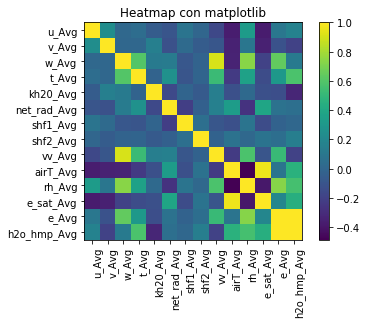 Heatmap con matplotlib
u_Avg
v_Avg
w_Avg
t_Avg
kh20_Avg
net_rad_Avg
shf1_Avg
shf2_Avg
vv_Avg
airT_Avg
rh_Avg
e_sat_Avg
e_Avg
h2o_hmp_Avg
u_Avg
v_Avg
w_Avg
t_Avg
kh20_Avg
net_rad_Avg
shf1_Avg
shf2_Avg
vv_Avg
airT_Avg
rh_Avg
e_sat_Avg
e_Avg
h2o_hmp_Avg
1.0
0.8
0.6
0.4
0.2
0.0
−0.2
−0.4